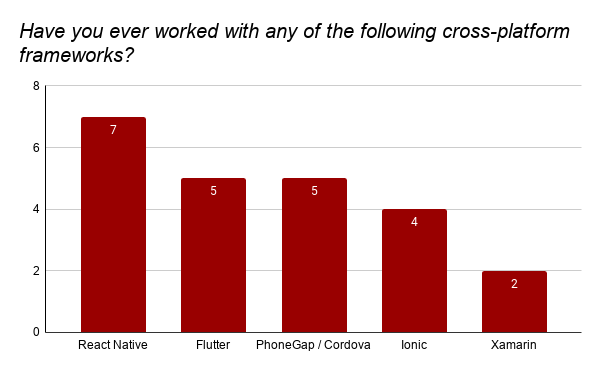 Have you ever worked with any of the following cross-platform
frameworks?
8
6
4
2
0
7
5
5
4
2
React Native
Flutter
PhoneGap / Cordova
Ionic
Xamarin